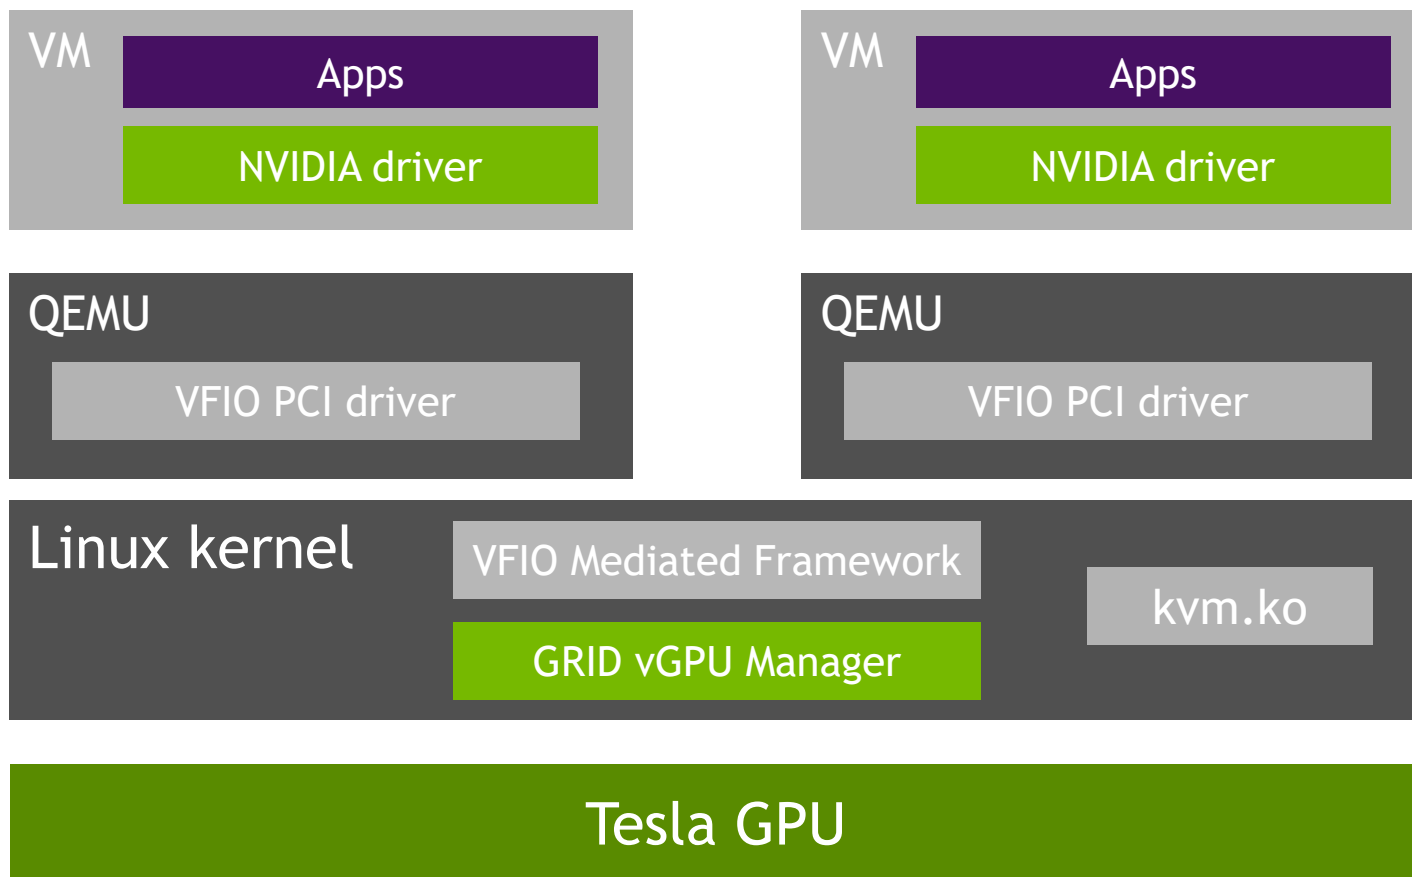 VM
Apps
NVIDIA driver
VM
Apps
NVIDIA driver
QEMU
VFIO PCI driver
QEMU
VFIO PCI driver
Linux kernel
VFIO Mediated Framework
GRID vGPU Manager
kvm.ko
Tesla GPU